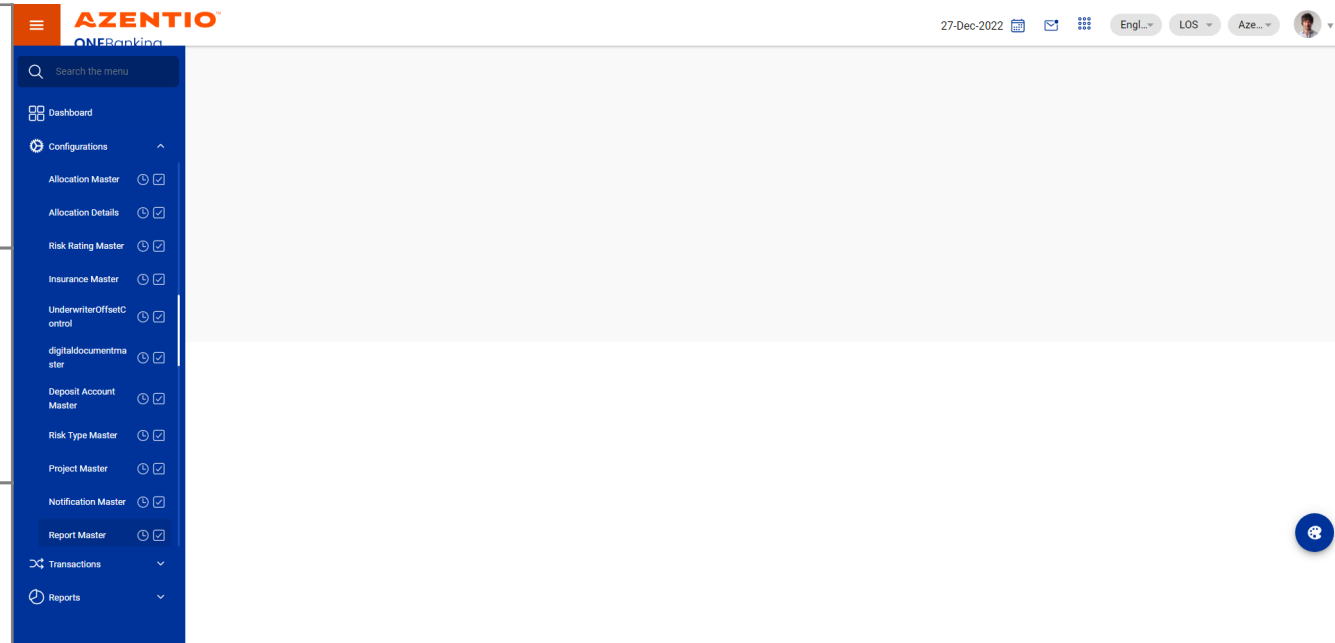 AZENTIO™
ONEBanking
27-Dec-2022
Engl...
LOS
Aze...
Search the menu
Dashboard
Configurations
Allocation Master
Allocation Details
Risk Rating Master
Insurance Master
UnderwriterOffsetC
ontrol
digitaldocumentma
ster
Deposit Account
Master
Risk Type Master
Project Master
Notification Master
Report Master
Transactions
Reports